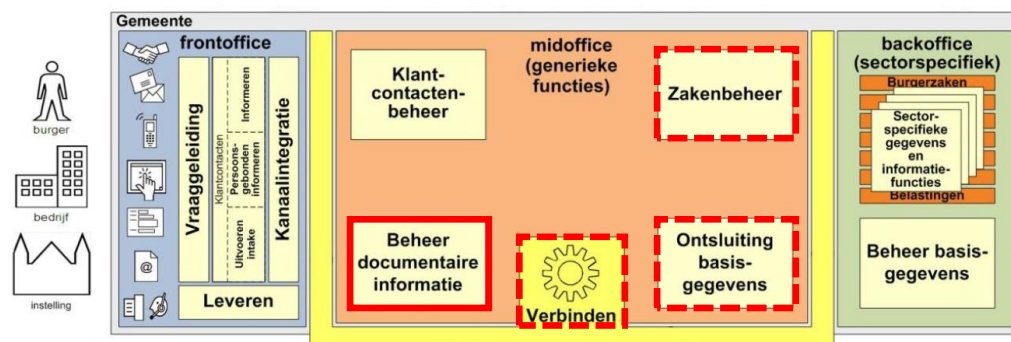 Gemeente
frontoffice
Vraaggeleiding
Klantcontacten
Informeren
Persoons-
gebonden
informeren
Uitvoeren
intake
Kanaalintegratie
Leveren
@
burger
bedrijf
instelling
midoffice
(generieke
functies)
Klant-
contacten-
beheer
Zakenbeheer
Beheer
documentaire
informatie
Verbinden
Ontsluiting
basis-
gegevens
backoffice
(sectorspecifiek)
Burgerzaken
Sector-
specifieke
gegevens
en
informatie-
functies
Belastingen
Beheer basis-
gegevens